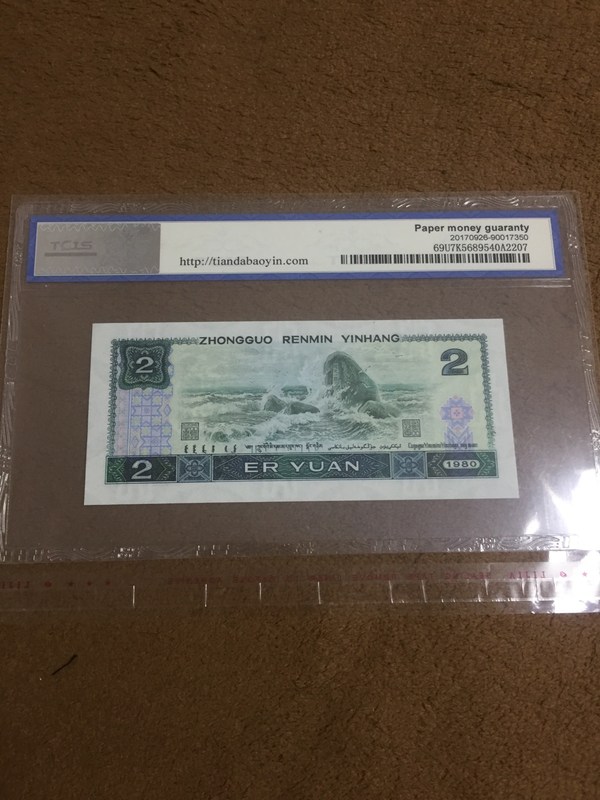 TCIS
Paper money guaranty
20170926-90017350
69U7K5689540A2207
http://tiandabaoyin.com
ZHONGGUO RENMIN YINHANG
2
2
2
ER YUAN
1980